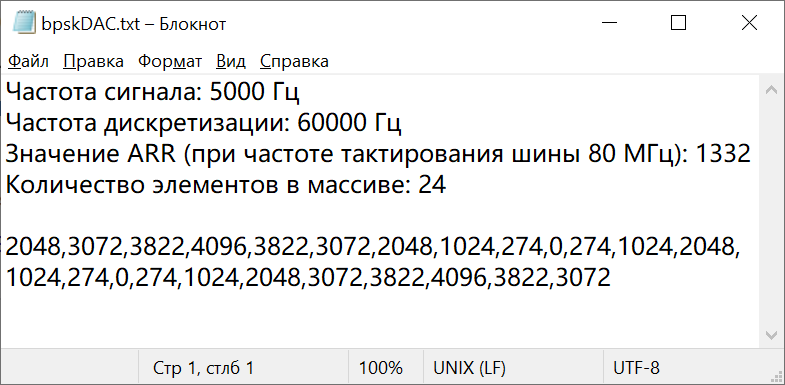 bpskDAC.txt – Блокнот
Файл Правка Формат Вид Справка
Частота сигнала: 5000 Гц
Частота дискретизации: 60000 Гц
Значение ARR (при частоте тактирования шины 80 МГц): 1332
Количество элементов в массиве: 24
2048,3072,3822,4096,3822,3072,2048,1024,274,0,274,1024,2048,
1024,274,0,274,1024,2048,3072,3822,4096,3822,3072
Стр 1, стлб 1 100% UNIX (LF) UTF-8